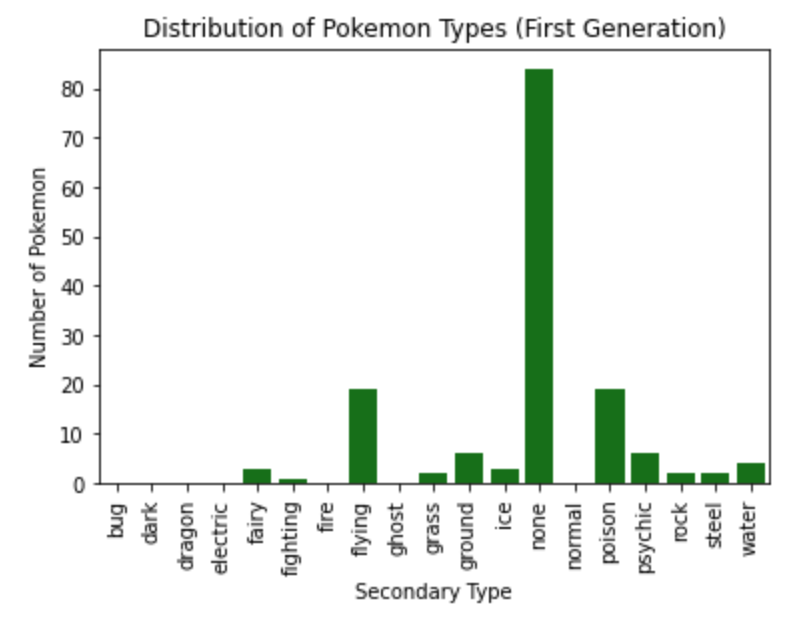 Distribution of Pokemon Types (First Generation)
Number of Pokemon
80
70
60
50
40
30
20
10
0
bug
dark
dragon
electric
fairy
fighting
fire
flying
ghost
grass
ground
ice
none
normal
poison
psychic
rock
steel
water
Secondary Type